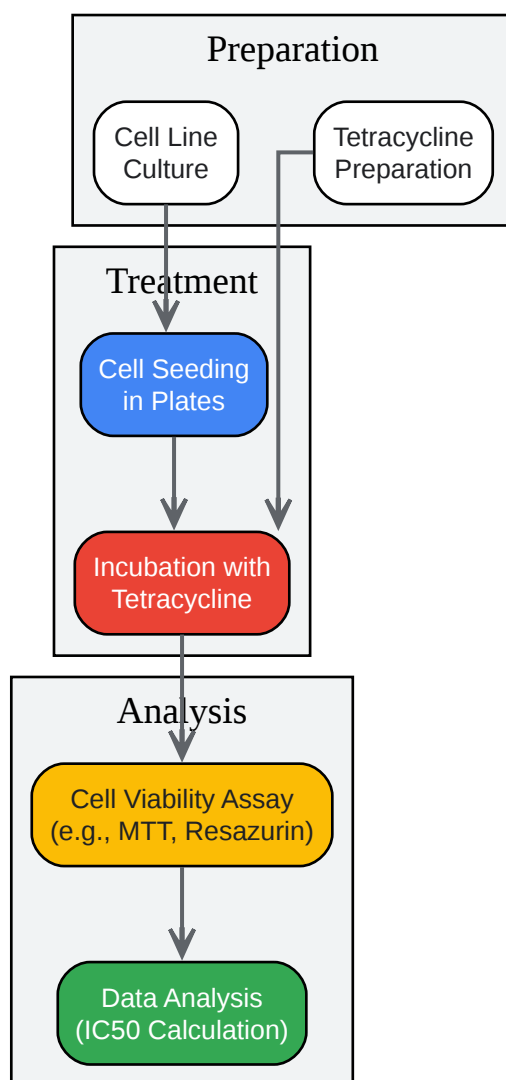 Preparation
Cell Line
Culture
Tetracycline
Preparation
Treatment
Cell Seeding
in Plates
Incubation with
Tetracycline
Analysis
Cell Viability Assay
(e.g., MTT, Resazurin)
Data Analysis
(IC50 Calculation)